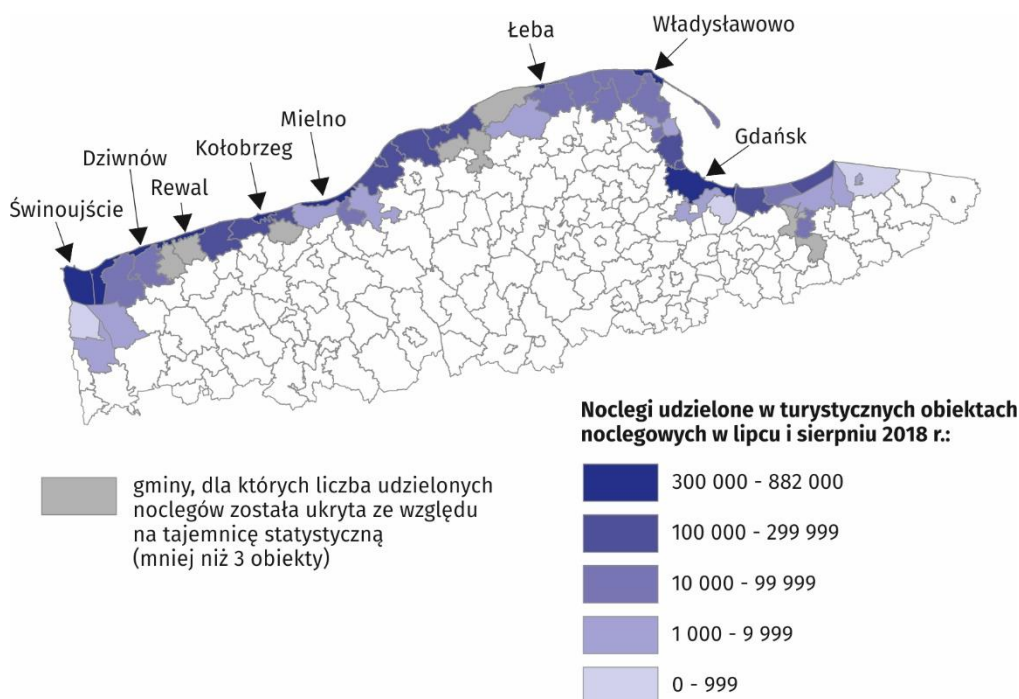 Łeba
Władysławowo
Mielno
Gdańsk
Kołobrzeg
Dziwnów
Rewal
Świnoujście
Noclegi udzielone w turystycznych obiektach
noclegowych w lipcu i sierpniu 2018 r.:
300 000 - 882 000
100 000 - 299 999
10 000 - 99 999
1 000 - 9 999
0 - 999
gminy, dla których liczba udzielonych
noclegów została ukryta ze względu
na tajemnicę statystyczną
(mniej niż 3 obiekty)